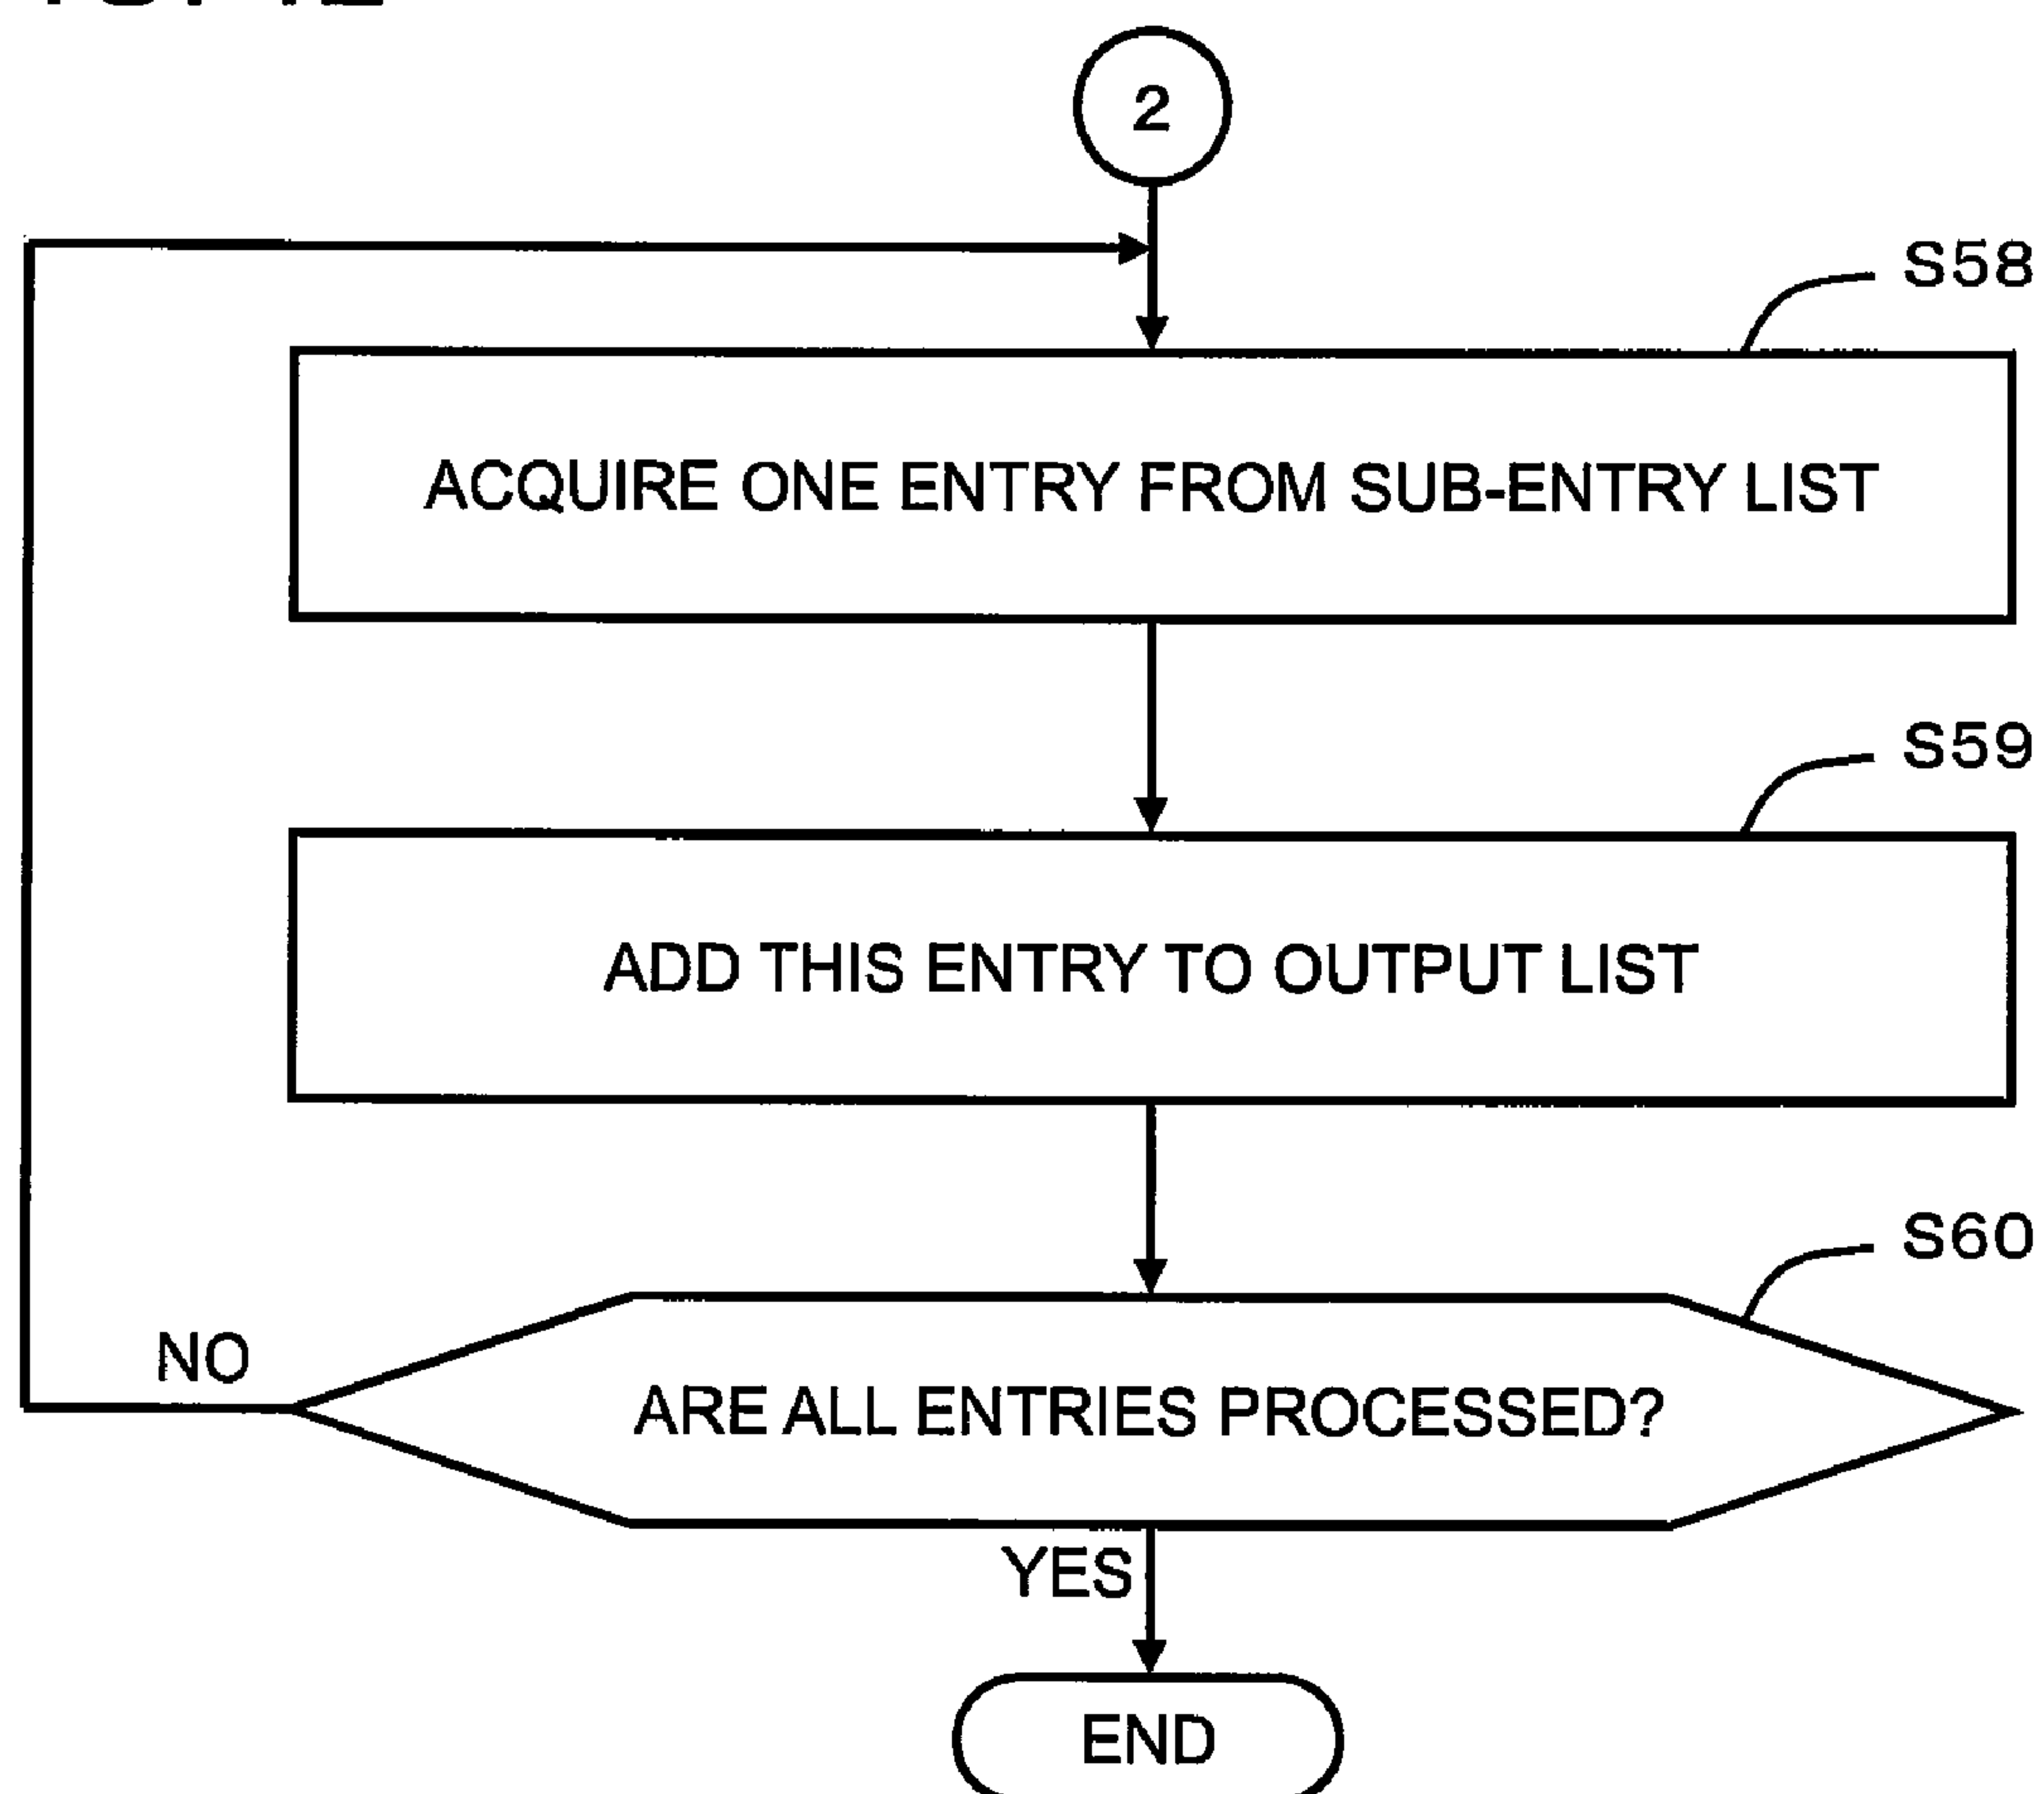 2
S58
ACQUIRE ONE ENTRY FROM SUB-ENTRY LIST
S59
ADD THIS ENTRY TO OUTPUT LIST
S60
NO
ARE ALL ENTRIES PROCESSED?
YES
END